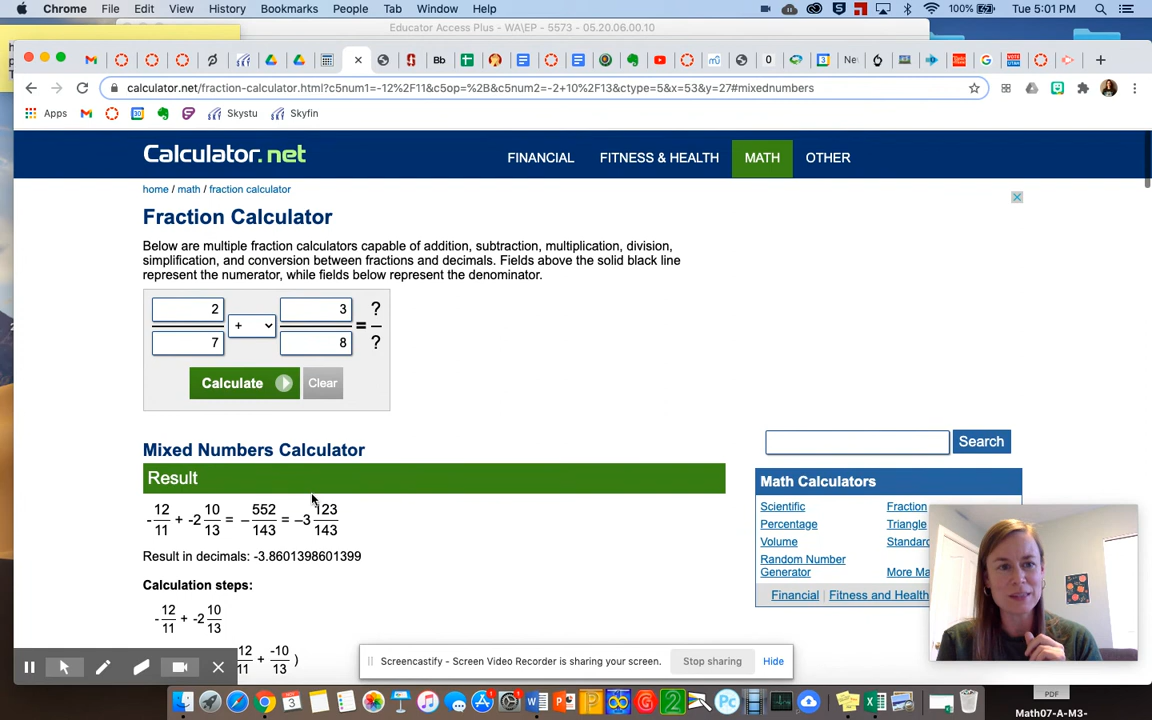 Chrome File Edit View History Bookmarks People Tab Window Help 100% Tue 5:01 PM
Educator Access Plus - WA\EP - 5573 - 05.20.06.00.10
calculator.net/fraction-calculator.html?c5num1=-12%2F11&c5op=%2B&c5num2=-2+10%2F13&ctype=5&x=53&y=27#mixednumbers
Apps Skystu Skyfin
Calculator.net FINANCIAL FITNESS & HEALTH MATH OTHER
home / math / fraction calculator
Fraction Calculator
Below are multiple fraction calculators capable of addition, subtraction, multiplication, division,
simplification, and conversion between fractions and decimals. Fields above the solid black line
represent the numerator, while fields below represent the denominator.
2 3 ?
+ =
7 8 ?
Calculate Clear
Mixed Numbers Calculator
Result
Search
-12/11 + -2 10/13 = -552/143 = -3 123/143
Result in decimals: -3.8601398601399
Calculation steps:
-12/11 + -2 10/13
12/11 + -10/13 )
Math Calculators
Scientific Fraction
Percentage Triangle
Volume
Random Number
Generator
Financial | Fitness and Health
Screencastify - Screen Video Recorder is sharing your screen. Stop sharing Hide
PDF
Math07-A-M3-